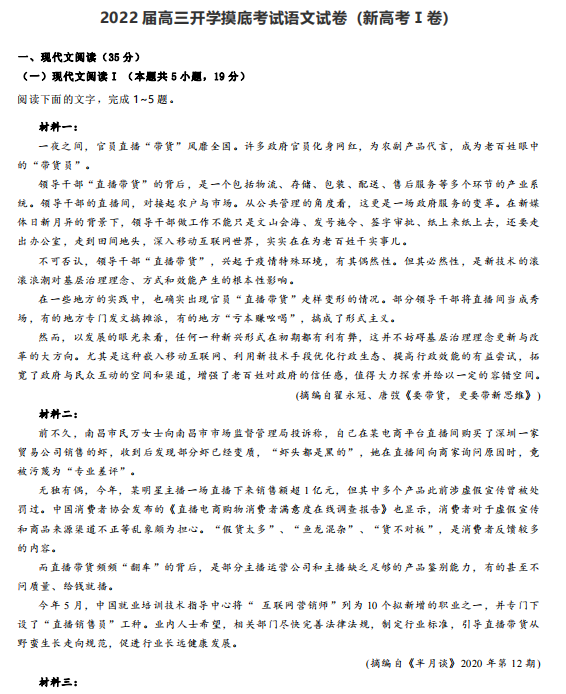 2022 届高三开学摸底考试语文试卷（新高考 I 卷）
一、现代文阅读（35 分）
（一）现代文阅读 I （本题共 5 小题，19 分）
阅读下面的文字，完成 1~5 题。
材料一：
一夜之间，官员直播“带货”风靡全国。许多政府官员化身网红，为农副产品代言，成为老百姓眼中
的“带货员”。
领导干部“直播带货”的背后，是一个包括物流、存储、包装、配送、售后服务等多个环节的产业系
统。领导干部的直播间，对接起农户与市场。从公共管理的角度看，这更是一场政府服务的变革。在新媒
体日新月异的背景下，领导干部做工作不能只是文山会海、发号施令、签字审批、纸上来纸上去，还要走
出办公室，走到田间地头，深入移动互联网世界，实实在在为老百姓干实事儿。
不可否认，领导干部“直播带货”，兴起于疫情特殊环境，有其偶然性。但其必然性，是新技术的滚
滚浪潮对基层治理理念、方式和效能产生的根本性影响。
在一些地方的实践中，也确实出现官员“直播带货”走样变形的情况。部分领导干部将直播间当成秀
场，有的地方专门发文搞摊派，有的地方“亏本赚吆喝”，搞成了形式主义。
然而，以发展的眼光来看，任何一种新兴形式在初期都有利有弊，这并不妨碍基层治理理念更新与改
革的大方向。尤其是这种嵌入移动互联网、利用新技术手段优化行政生态、提高行政效能的有益尝试，拓
宽了政府与民众互动的空间和渠道，增强了老百姓对政府的信任感，值得大力探索并给以一定的容错空间。
(摘编自翟永冠、唐弢《要带货，更要带新思维》)
材料二：
前不久，南昌市民万女士向南昌市市场监督管理局投诉称，自己在某电商平台直播间购买了深圳一家
贸易公司销售的虾，收到后发现部分虾已经变质，“虾头都是黑的”，她在直播间向商家询问原因时，竟
被污蔑为“专业差评”。
无独有偶，今年，某明星主播一场直播下来销售额超 1 亿元，但其中多个产品此前涉虚假宣传曾被处
罚过。中国消费者协会发布的《直播电商购物消费者满意度在线调查报告》也显示，消费者对于虚假宣传
和商品来源渠道不正等乱象颇为担心。“假货太多”、“鱼龙混杂”、“货不对板”，是消费者反馈较多
的内容。
而直播带货频频“翻车”的背后，是部分主播运营公司和主播缺乏足够的产品鉴别能力，有的甚至不
问质量、给钱就播。
今年 5 月，中国就业培训技术指导中心将“ 互联网营销师”列为 10 个拟新增的职业之一，并专门下
设了“直播销售员”工种。业内人士希望，相关部门尽快完善法律法规，制定行业标准，引导直播带货从
野蛮生长走向规范，促进行业长远健康发展。
(摘编自《半月谈》2020 年第 12 期)
材料三：